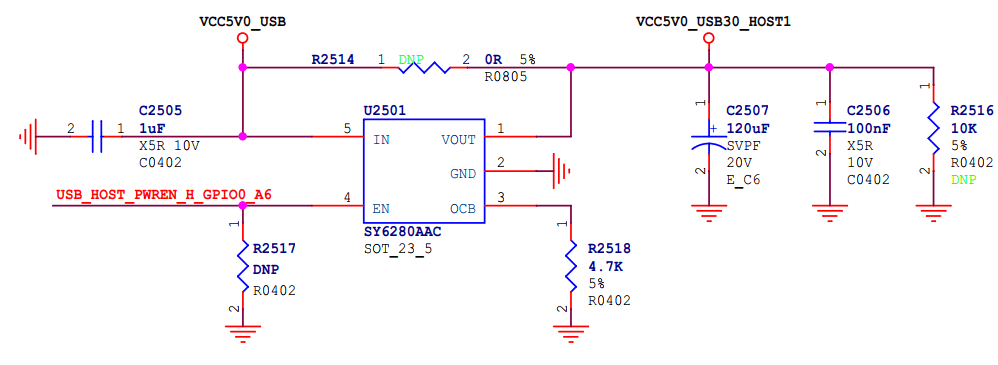 VCC5V0_USB
VCC5V0_USB30_HOST1
R2514 1 DNP 2 0R 5%
R0805
C2505
2 1 1uF
X5R 10V
C0402
U2501
5 IN VOUT 1
GND 2
4 EN OCB 3
SY6280AAC
SOT_23_5
USB_HOST_PWREN_H_GPIO0_A6
1
R2517
DNP
R0402
2
1
R2518
4.7K
5%
R0402
2
1
C2507
+ 120uF
SVPF
20V
E_C6
2
1
C2506
100nF
X5R
10V
C0402
2
1
R2516
10K
5%
R0402
DNP
2